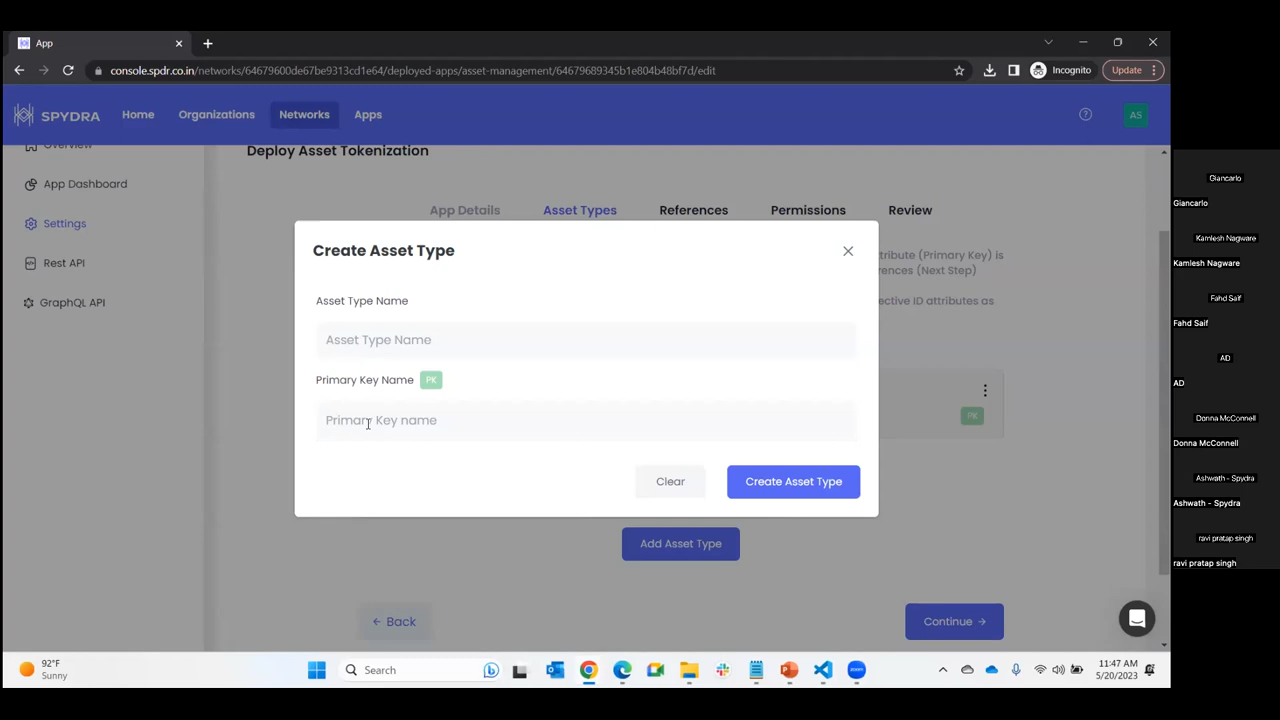 App
console.spdr.co.in/networks/64679600de67be9313cd1e64/deployed-apps/asset-management/64679689345b1e804b48bf7d/edit
Incognito
Update
SPYDRA
Home
Organizations
Networks
Apps
AS
Overview
App Dashboard
Settings
Rest API
GraphQL API
Deploy Asset Tokenization
App Details
Asset Types
References
Permissions
Review
tribute (Primary Key) is
rences (Next Step)
ective ID attributes as
PK
Create Asset Type
Asset Type Name
Asset Type Name
Primary Key Name PK
Primary Key name
Clear
Create Asset Type
Add Asset Type
Back
Continue
Giancarlo
Giancarlo
Kamlesh Nagware
Kamlesh Nagware
Fahd Saif
Fahd Saif
AD
AD
Donna McConnell
Donna McConnell
Ashwath - Spydra
Ashwath - Spydra
ravi pratap singh
ravi pratap singh
92°F
Sunny
Search
11:47 AM
5/20/2023